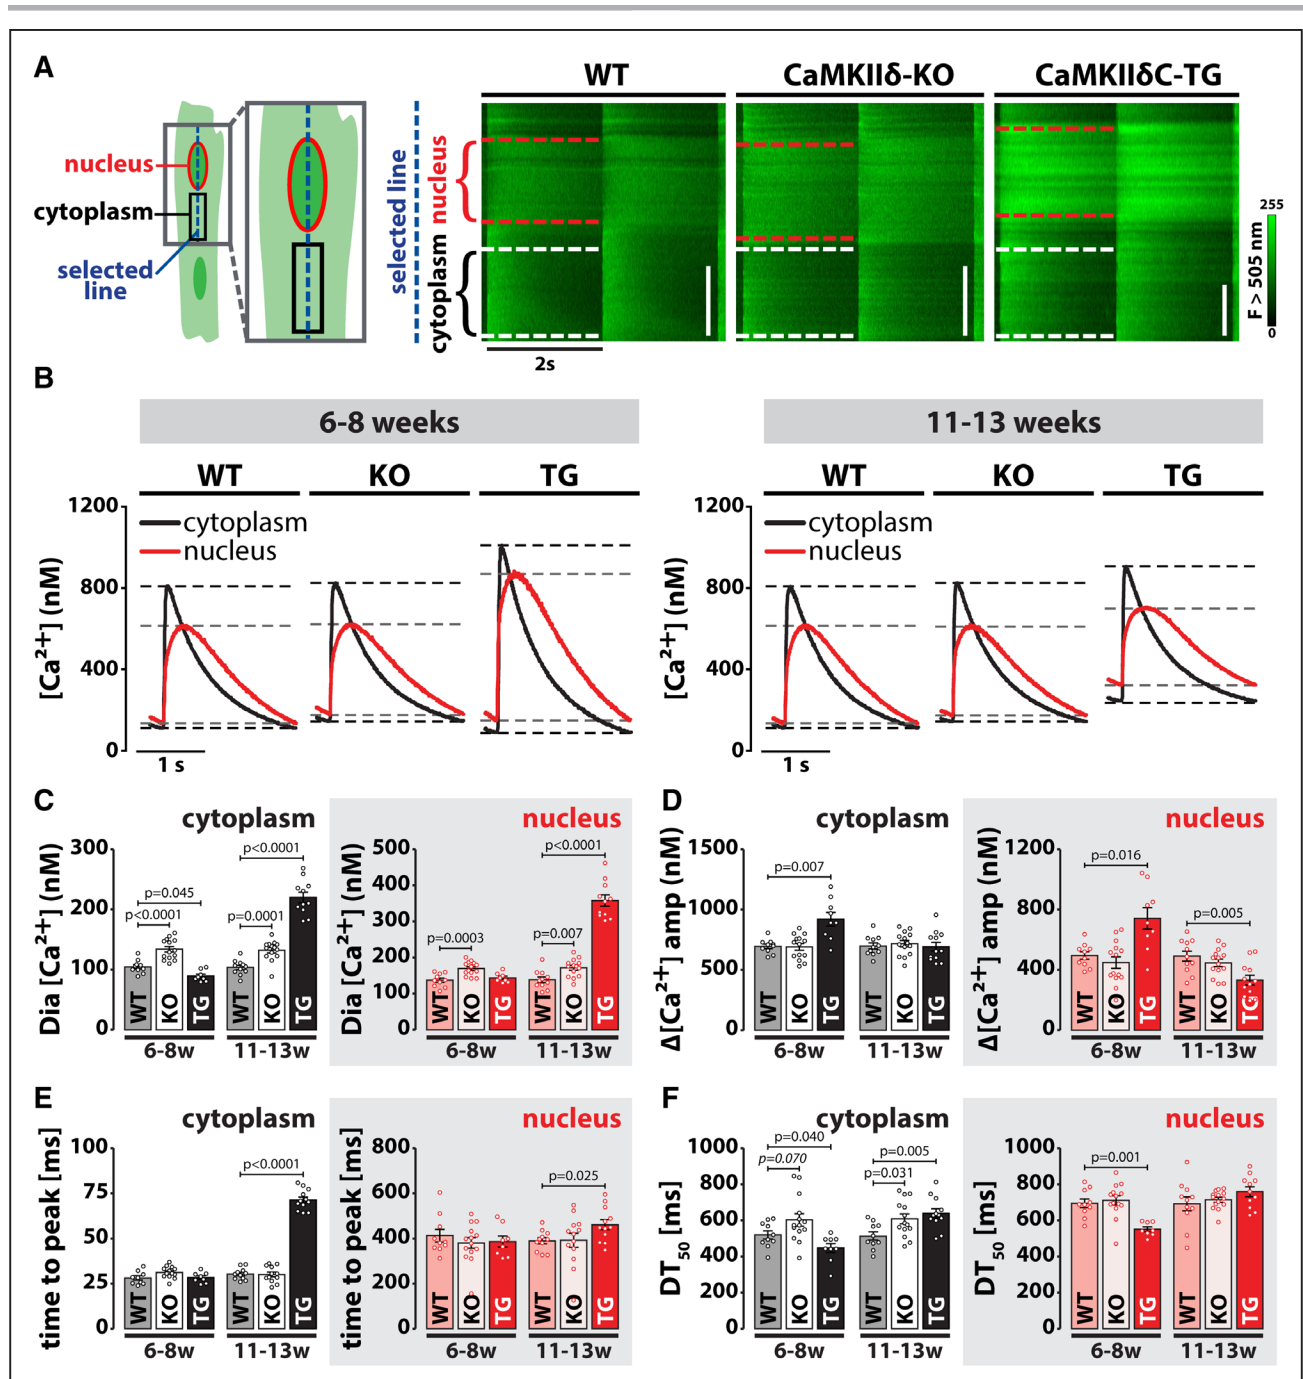 A
WT
CaMKIIδ-KO
CaMKIIδC-TG
nucleus
cytoplasm
selected
line
selected line
nucleus
cytoplasm
2s
F > 505 nm
255
0
B
6-8 weeks
11-13 weeks
WT
KO
TG
WT
KO
TG
[Ca²⁺] (nM)
1200
800
400
0
cytoplasm
nucleus
1 s
[Ca²⁺] (nM)
1200
800
400
0
cytoplasm
nucleus
1 s
C
cytoplasm
Dia [Ca²⁺] (nM)
300
200
100
0
p<0.0001
p=0.045
p<0.0001
p=0.0001
WT
KO
TG
WT
KO
TG
6-8w
11-13w
nucleus
Dia [Ca²⁺] (nM)
500
400
300
200
100
0
p<0.0001
p=0.0003
p=0.007
WT
KO
TG
WT
KO
TG
6-8w
11-13w
D
cytoplasm
Δ[Ca²⁺] amp (nM)
1500
1000
500
0
p=0.007
WT
KO
TG
WT
KO
TG
6-8w
11-13w
nucleus
Δ[Ca²⁺] amp (nM)
1200
800
400
0
p=0.016
p=0.005
WT
KO
TG
WT
KO
TG
6-8w
11-13w
E
cytoplasm
time to peak [ms]
100
75
50
25
0
p<0.0001
WT
KO
TG
WT
KO
TG
6-8w
11-13w
nucleus
time to peak [ms]
800
600
400
200
0
p=0.025
WT
KO
TG
WT
KO
TG
6-8w
11-13w
F
cytoplasm
DT₅₀ [ms]
1000
800
600
400
200
0
p=0.040
p=0.070
p=0.005
p=0.031
WT
KO
TG
WT
KO
TG
6-8w
11-13w
nucleus
DT₅₀ [ms]
1000
800
600
400
200
0
p=0.001
WT
KO
TG
WT
KO
TG
6-8w
11-13w